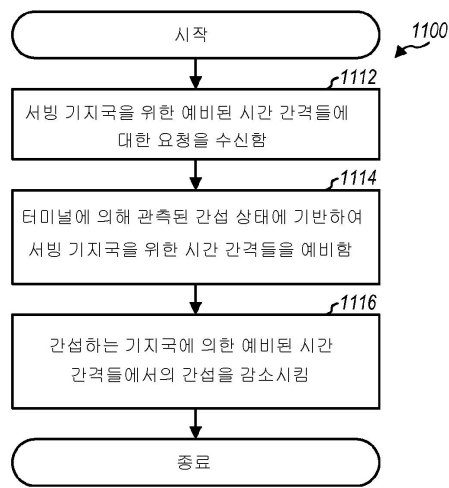 시작
1100
1112
서빙 기지국을 위한 예비된 시간 간격들에
대한 요청을 수신함
1114
터미널에 의해 관측된 간섭 상태에 기반하여
서빙 기지국을 위한 시간 간격들을 예비함
1116
간섭하는 기지국에 의한 예비된 시간
간격들에서의 간섭을 감소시킴
종료